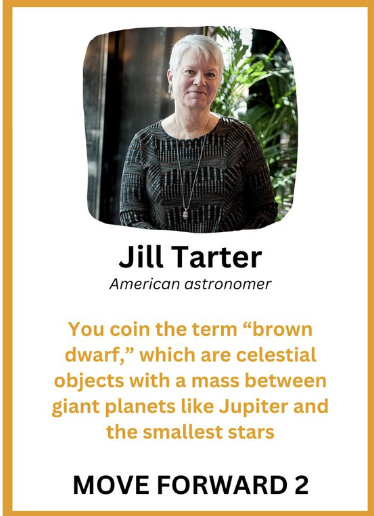 Jill Tarter
American astronomer
You coin the term “brown
dwarf,” which are celestial
objects with a mass between
giant planets like Jupiter and
the smallest stars
MOVE FORWARD 2